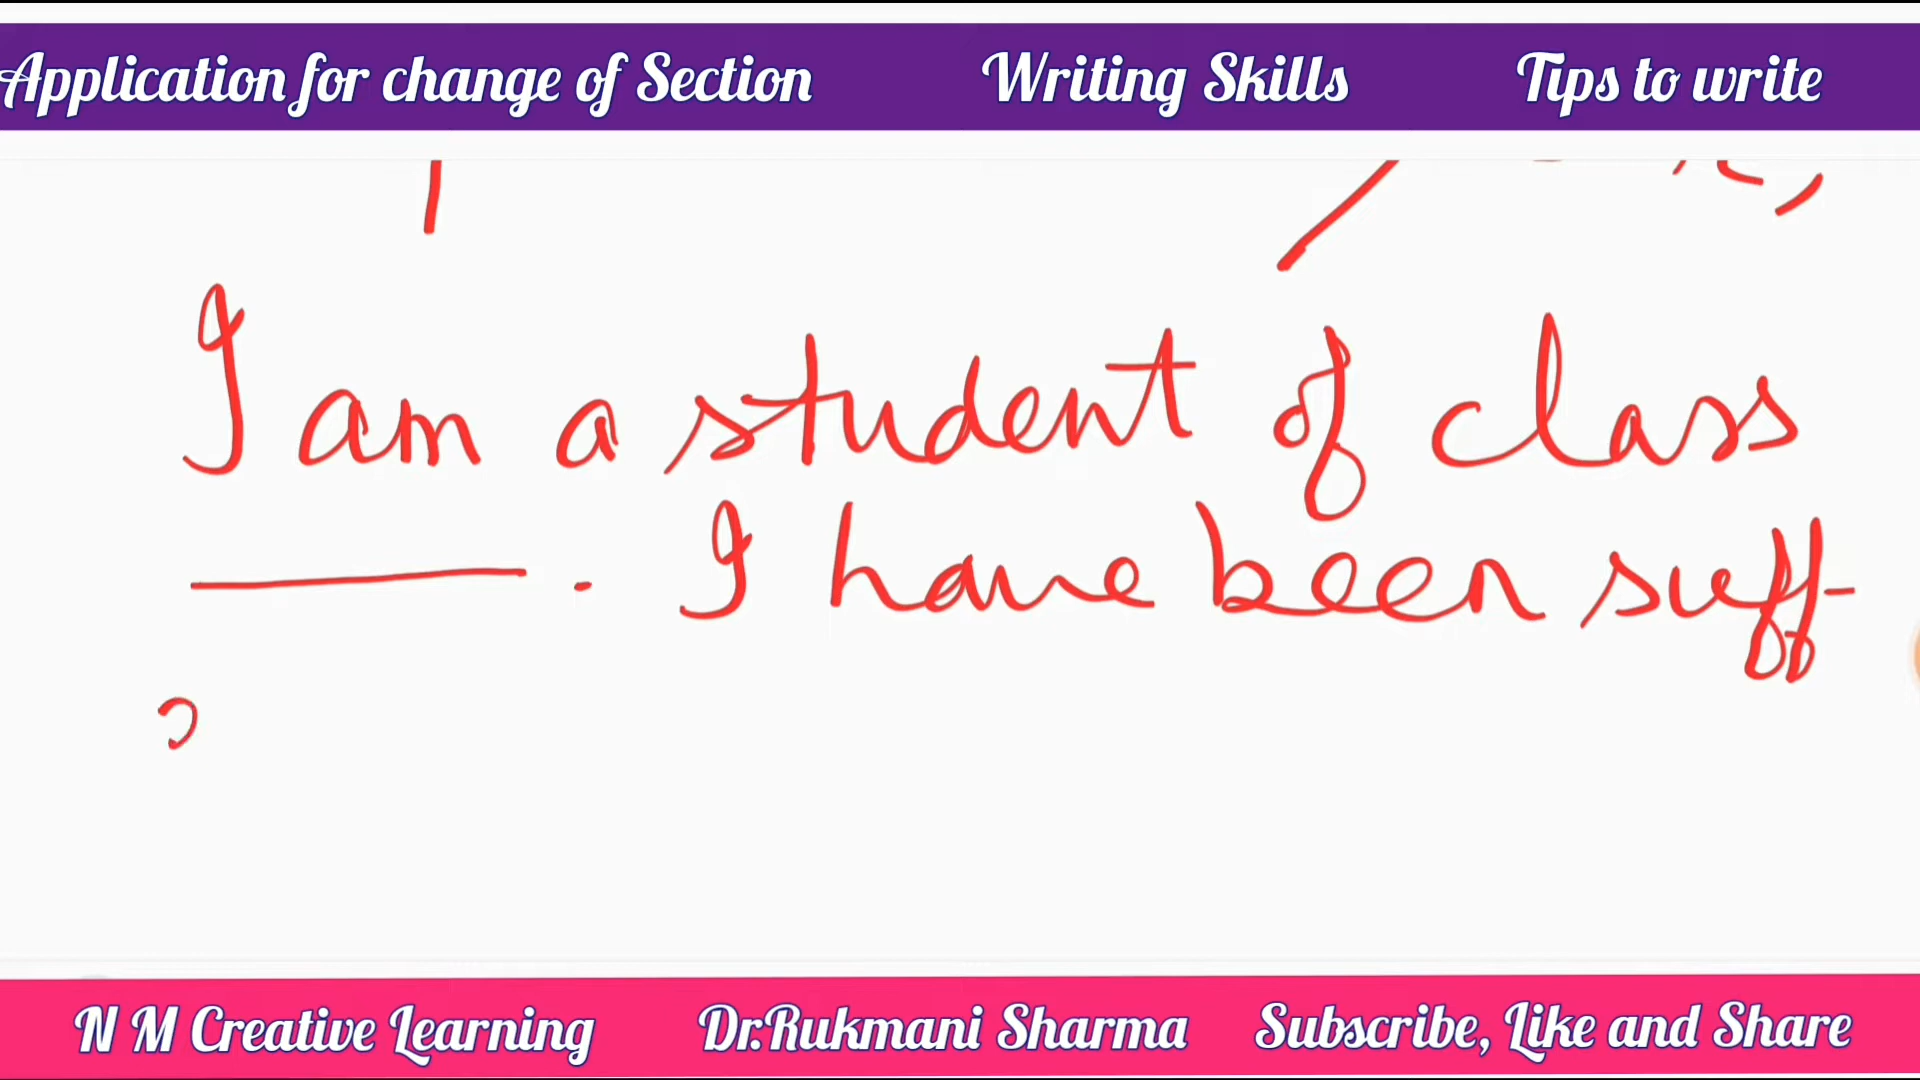 Application for change of Section Writing Skills Tips to write
I am a student of class
______ . I have been suff-
N M Creative Learning Dr.Rukmani Sharma Subscribe, Like and Share